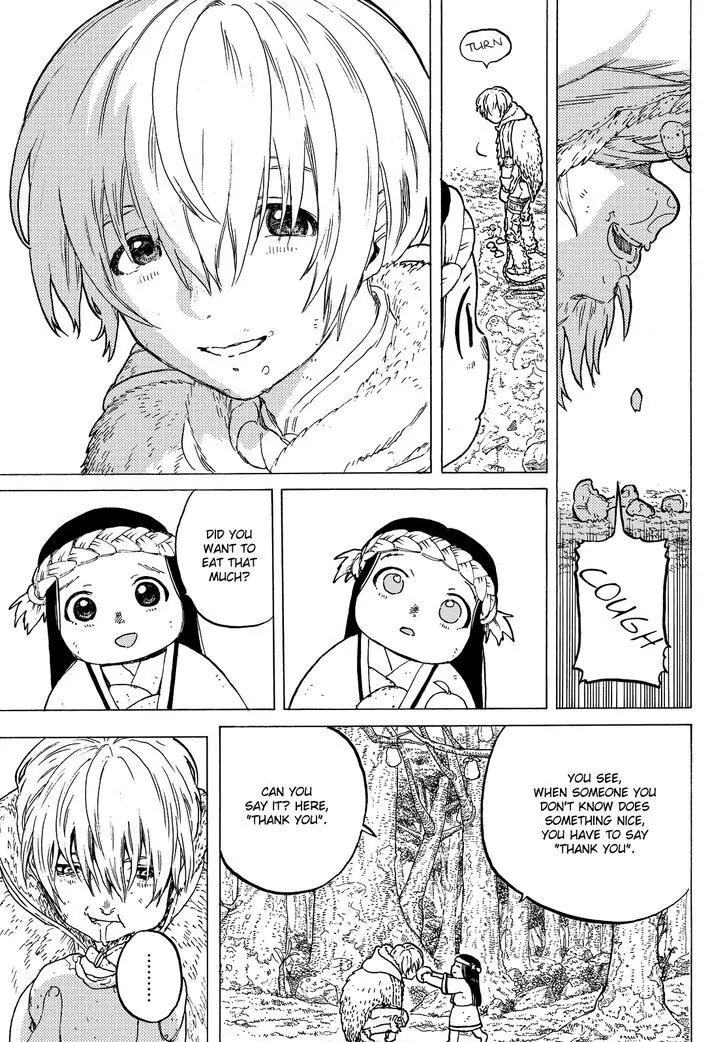 COUGH
TURN
DID YOU
WANT TO
EAT THAT
MUCH?
YOU SEE,
WHEN SOMEONE YOU
DON'T KNOW DOES
SOMETHING NICE,
YOU HAVE TO SAY
"THANK YOU".
CAN YOU
SAY IT? HERE,
"THANK YOU".
........